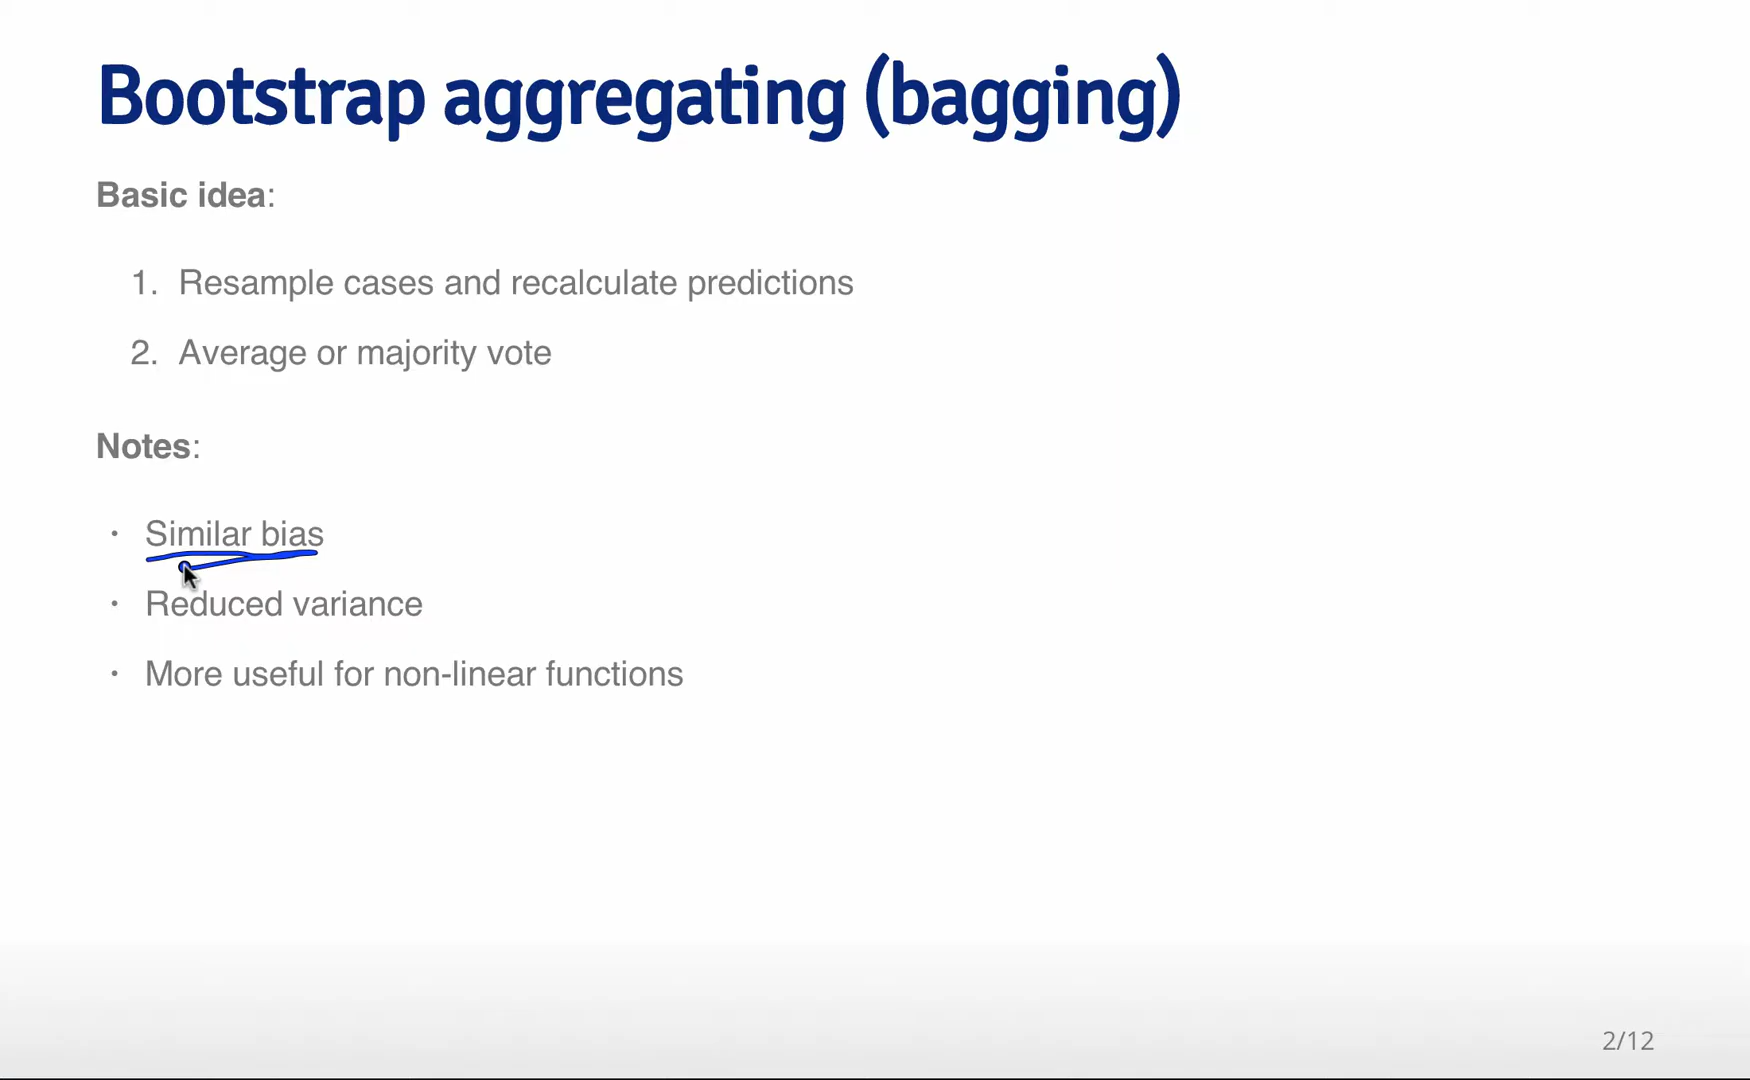 Bootstrap aggregating (bagging)
Basic idea:
1. Resample cases and recalculate predictions
2. Average or majority vote
Notes:
• Similar bias
• Reduced variance
• More useful for non-linear functions
2/12